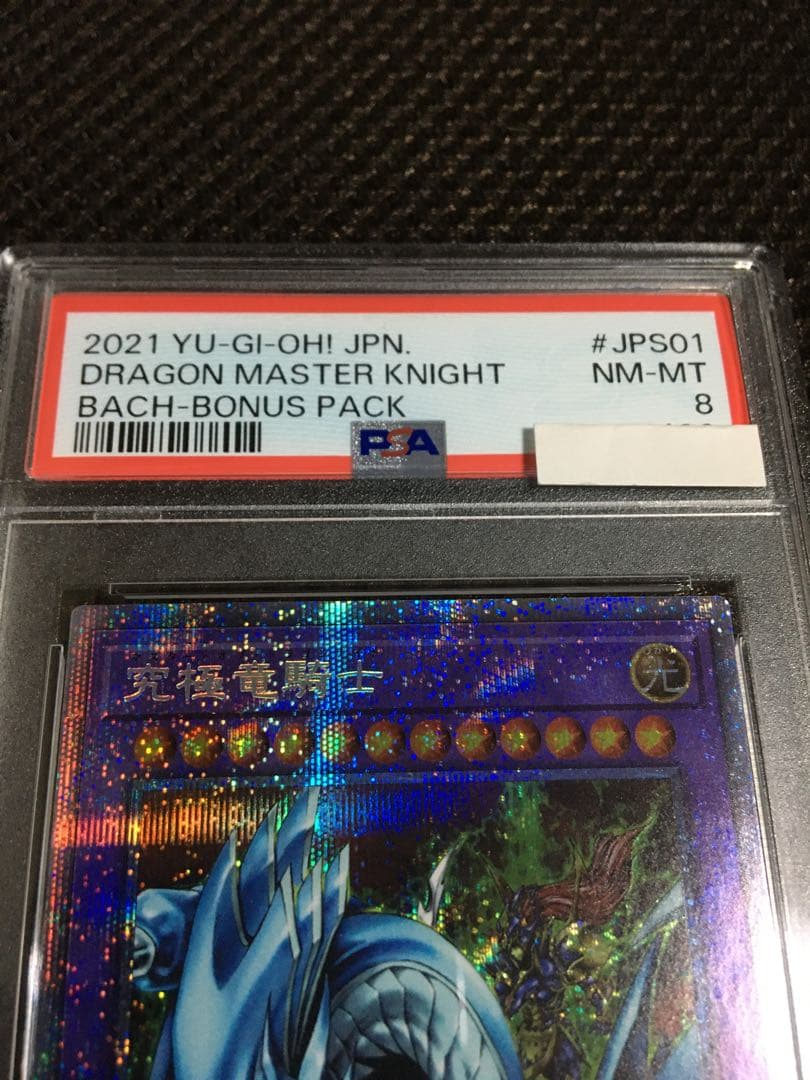 2021 YU-GI-OH! JPN. #JPS01
DRAGON MASTER KNIGHT NM-MT
BACH-BONUS PACK 8
PSA
究極竜騎士
光